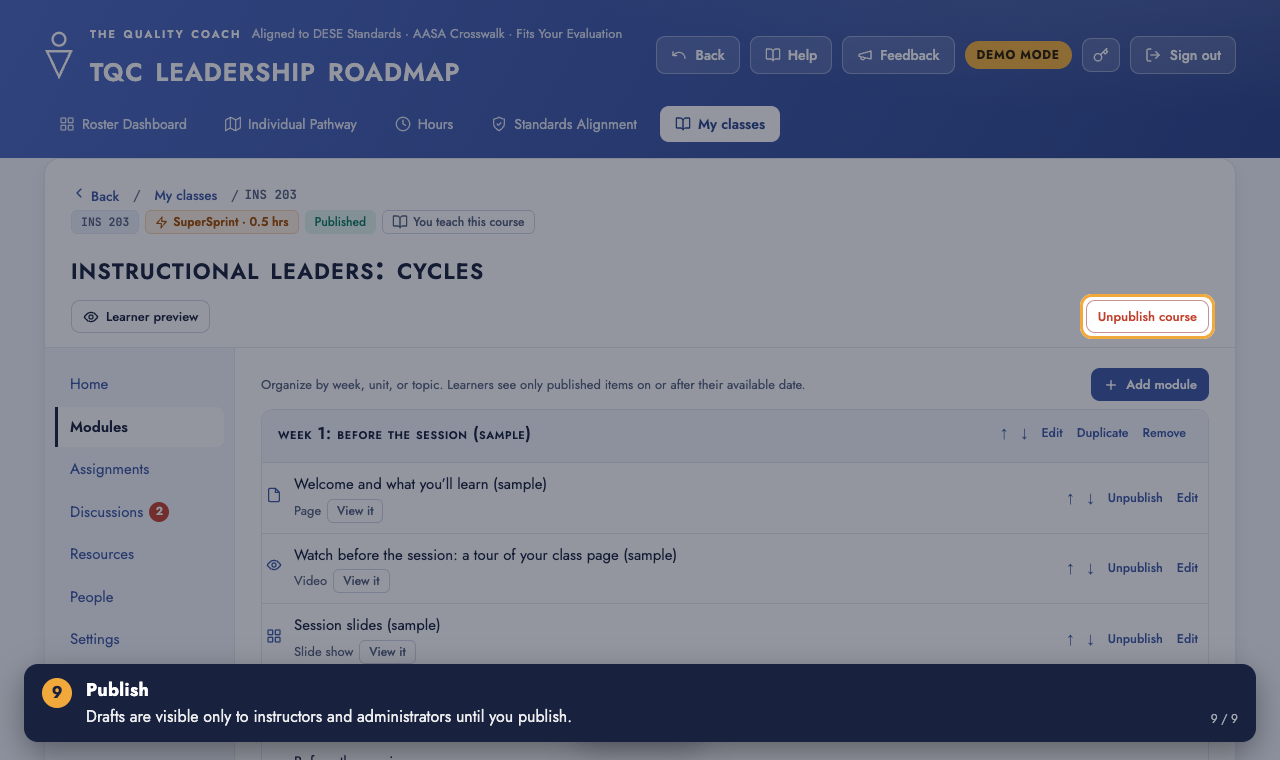 THE QUALITY COACH Aligned to DESE Standards · AASA Crosswalk · Fits Your Evaluation
TQC LEADERSHIP ROADMAP
Back
Help
Feedback
DEMO MODE
Sign out
Roster Dashboard
Individual Pathway
Hours
Standards Alignment
My classes
Back / My classes / INS 203
INS 203
SuperSprint · 0.5 hrs
Published
You teach this course
INSTRUCTIONAL LEADERS: CYCLES
Learner preview
Unpublish course
Home
Modules
Assignments
Discussions 2
Resources
People
Settings
Organize by week, unit, or topic. Learners see only published items on or after their available date.
+ Add module
WEEK 1: BEFORE THE SESSION (SAMPLE)
↑ ↓ Edit Duplicate Remove
Welcome and what you'll learn (sample)
Page View it
↑ ↓ Unpublish Edit
Watch before the session: a tour of your class page (sample)
Video View it
↑ ↓ Unpublish Edit
Session slides (sample)
Slide show View it
↑ ↓ Unpublish Edit
9 Publish
Drafts are visible only to instructors and administrators until you publish.
9 / 9